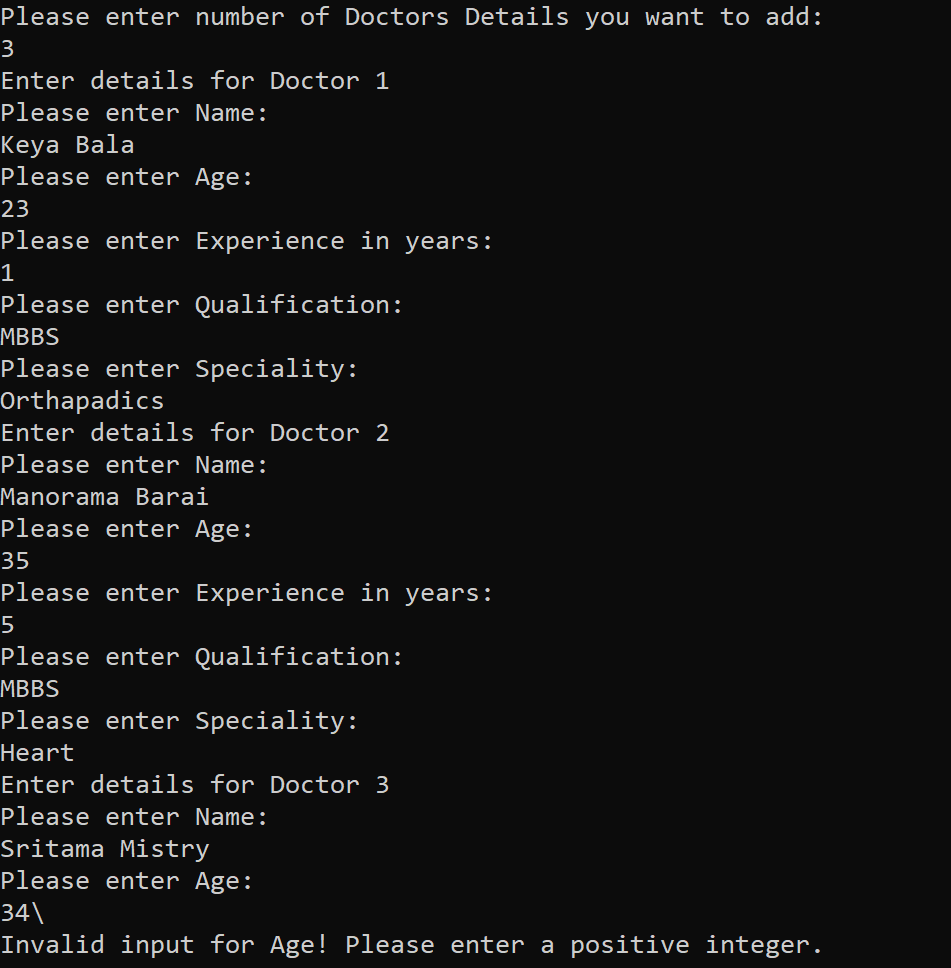 Please enter number of Doctors Details you want to add:
3
Enter details for Doctor 1
Please enter Name:
Keya Bala
Please enter Age:
23
Please enter Experience in years:
1
Please enter Qualification:
MBBS
Please enter Speciality:
Orthapadics
Enter details for Doctor 2
Please enter Name:
Manorama Barai
Please enter Age:
35
Please enter Experience in years:
5
Please enter Qualification:
MBBS
Please enter Speciality:
Heart
Enter details for Doctor 3
Please enter Name:
Sritama Mistry
Please enter Age:
34\
Invalid input for Age! Please enter a positive integer.